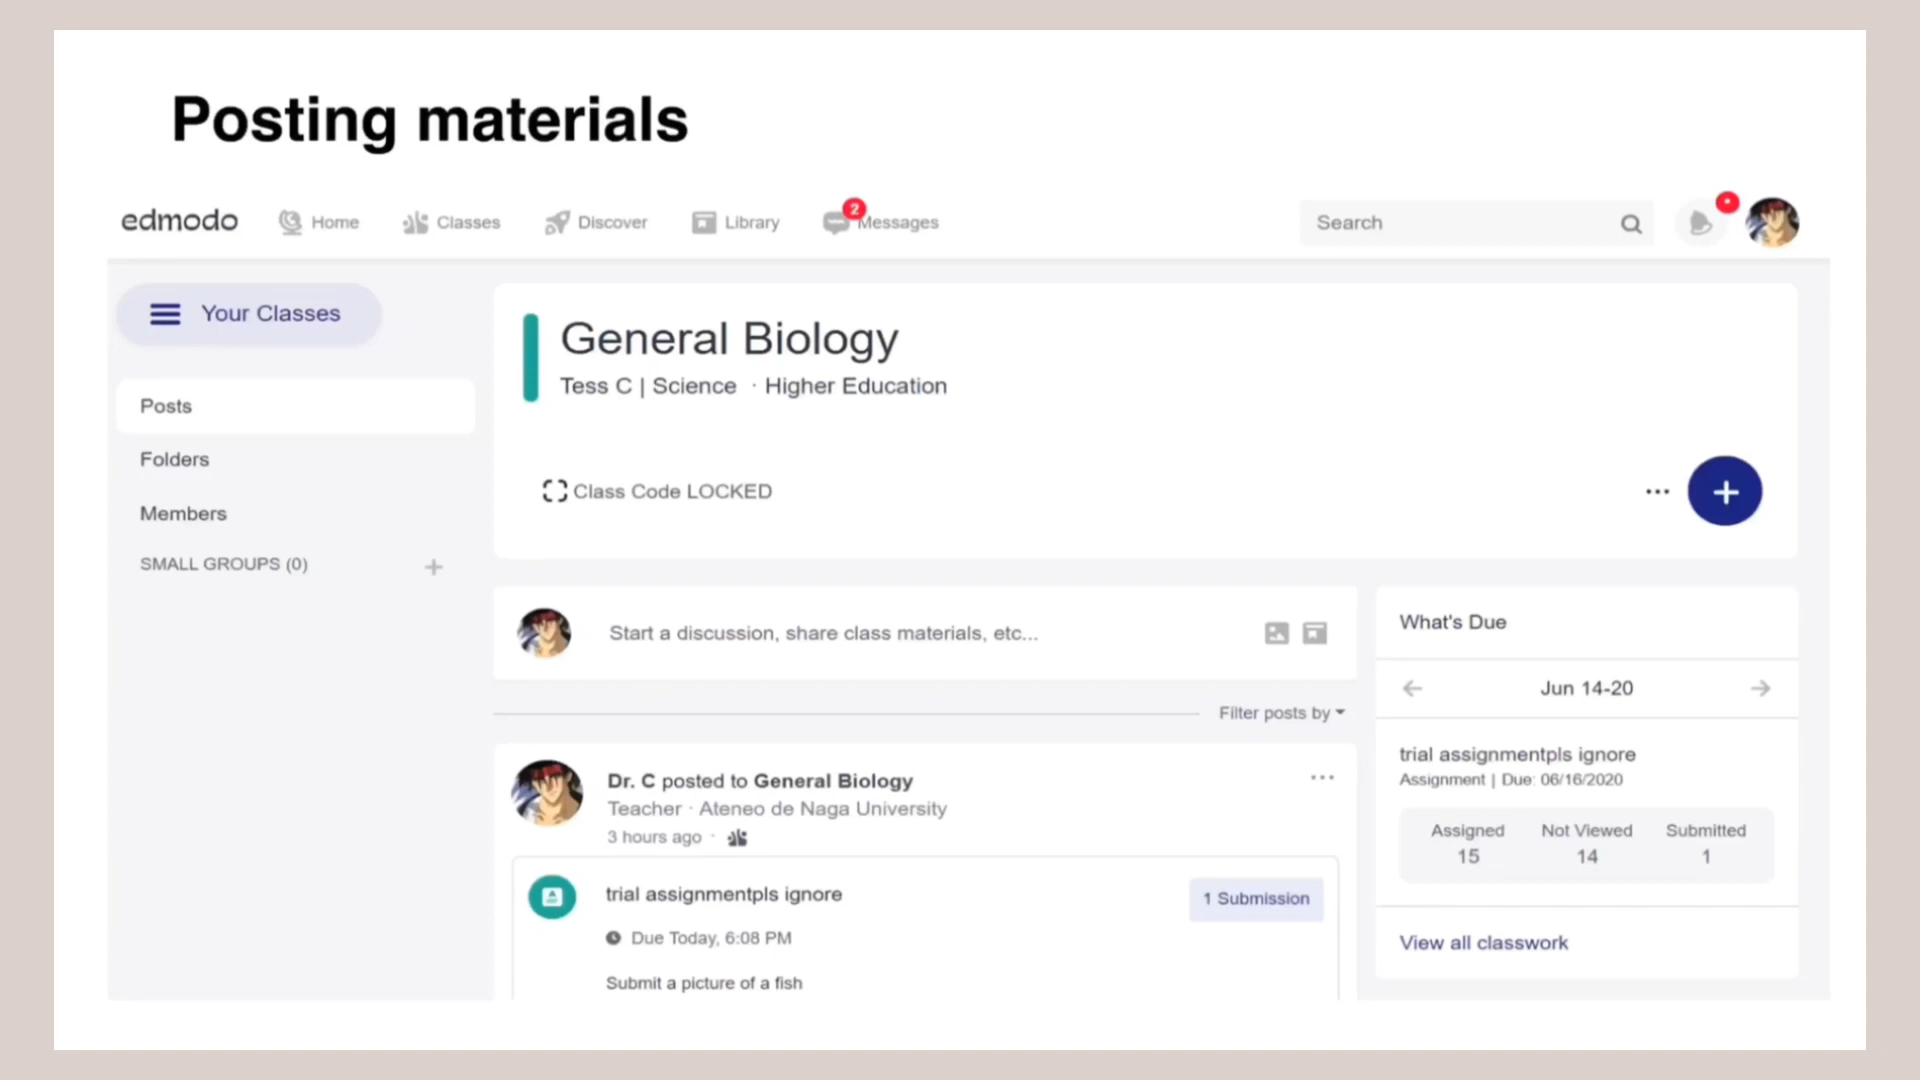 Posting materials
edmodo Home Classes Discover Library 2 Messages Search
Your Classes
Posts
Folders
Members
SMALL GROUPS (0) +
General Biology
Tess C | Science · Higher Education
Class Code LOCKED
Start a discussion, share class materials, etc...
Filter posts by
Dr. C posted to General Biology
Teacher · Ateneo de Naga University
3 hours ago ·
trial assignmentpls ignore
1 Submission
Due Today, 6:08 PM
Submit a picture of a fish
What's Due
Jun 14-20
trial assignmentpls ignore
Assignment | Due: 06/16/2020
Assigned Not Viewed Submitted
15 14 1
View all classwork